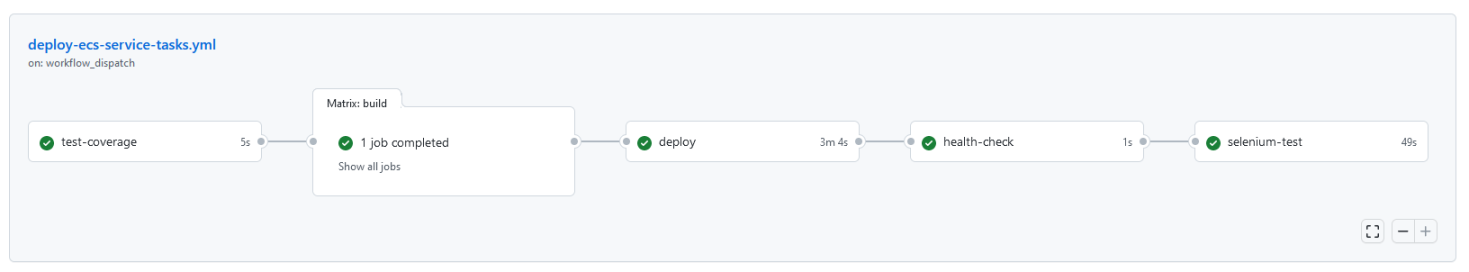 deploy-ecs-service-tasks.yml
on: workflow_dispatch
Matrix: build
test-coverage 5s
1 job completed
Show all jobs
deploy 3m 4s
health-check 1s
selenium-test 49s